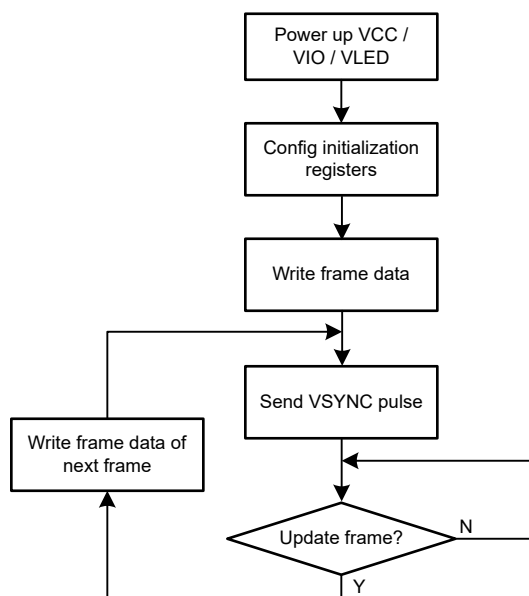 Power up VCC /
VIO / VLED
Config initialization
registers
Write frame data
Send VSYNC pulse
Write frame data of
next frame
Update frame?
N
Y